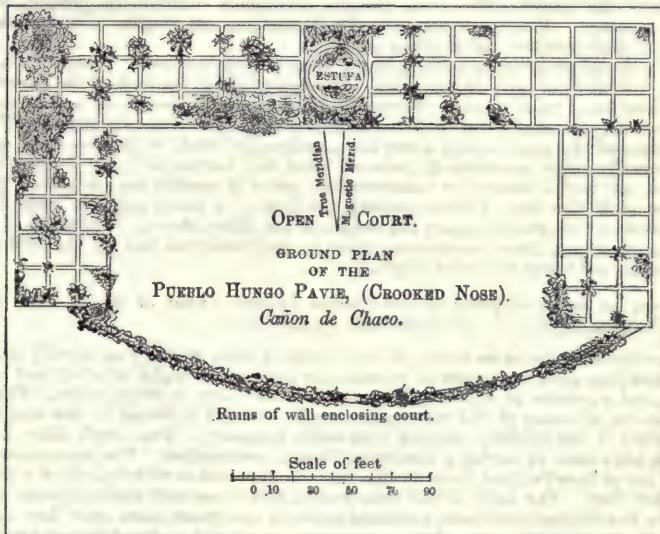 ESTUFA
True Meridian
Magnetic Merid.
OPEN COURT.
GROUND PLAN
OF THE
PUEBLO HUNGO PAVIE, (CROOKED NOSE).
Cañon de Chaco.
Ruins of wall enclosing court.
Scale of feet
0 10 30 50 70 90